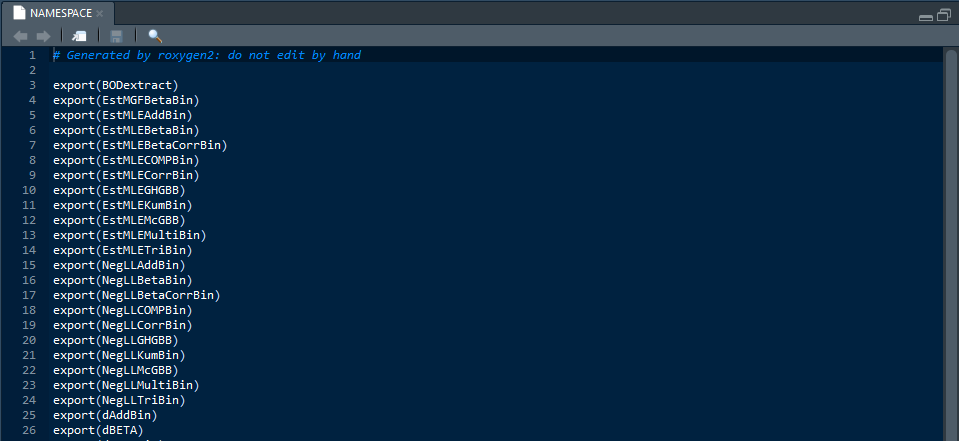 NAMESPACE
1 # Generated by roxygen2: do not edit by hand
2
3 export(BODextract)
4 export(EstMGFBetaBin)
5 export(EstMLEAddBin)
6 export(EstMLEBetaBin)
7 export(EstMLEBetaCorrBin)
8 export(EstMLECOMPBin)
9 export(EstMLECorrBin)
10 export(EstMLEGHGBB)
11 export(EstMLEKumBin)
12 export(EstMLEMcGBB)
13 export(EstMLEMultiBin)
14 export(EstMLETriBin)
15 export(NegLLAddBin)
16 export(NegLLBetaBin)
17 export(NegLLBetaCorrBin)
18 export(NegLLCOMPBin)
19 export(NegLLCorrBin)
20 export(NegLLGHGBB)
21 export(NegLLKumBin)
22 export(NegLLMcGBB)
23 export(NegLLMultiBin)
24 export(NegLLTriBin)
25 export(dAddBin)
26 export(dBETA)